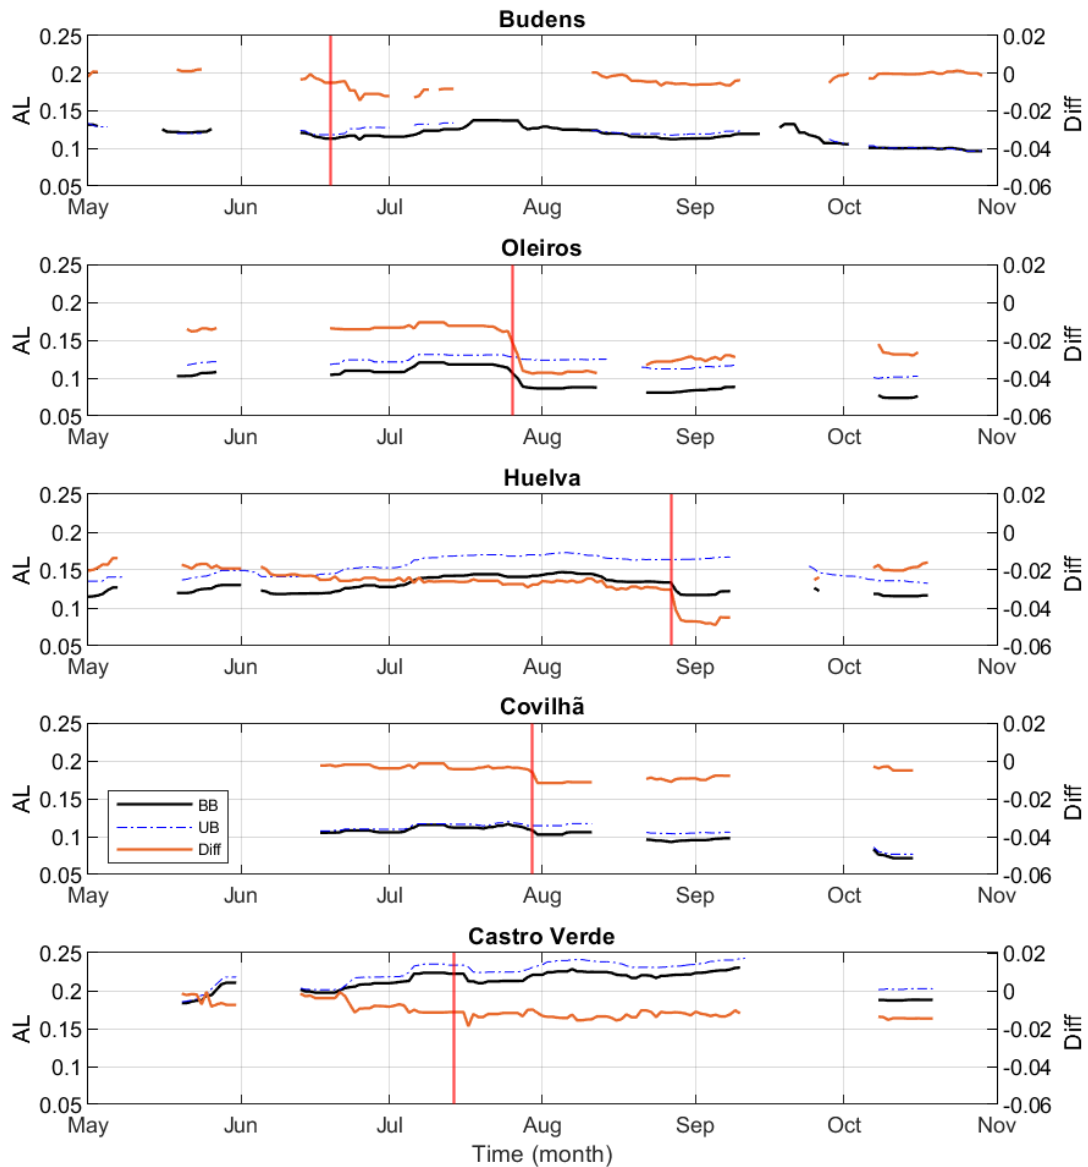 Budens
0.25
0.2
0.15
0.1
0.05
AL
0.02
0
-0.02
-0.04
-0.06
Diff
May Jun Jul Aug Sep Oct Nov
Oleiros
0.25
0.2
0.15
0.1
0.05
AL
0.02
0
-0.02
-0.04
-0.06
Diff
May Jun Jul Aug Sep Oct Nov
Huelva
0.25
0.2
0.15
0.1
0.05
AL
0.02
0
-0.02
-0.04
-0.06
Diff
May Jun Jul Aug Sep Oct Nov
Covilhã
0.25
0.2
0.15
0.1
0.05
AL
BB
UB
Diff
0.02
0
-0.02
-0.04
-0.06
Diff
May Jun Jul Aug Sep Oct Nov
Castro Verde
0.25
0.2
0.15
0.1
0.05
AL
0.02
0
-0.02
-0.04
-0.06
Diff
May Jun Jul Aug Sep Oct Nov
Time (month)